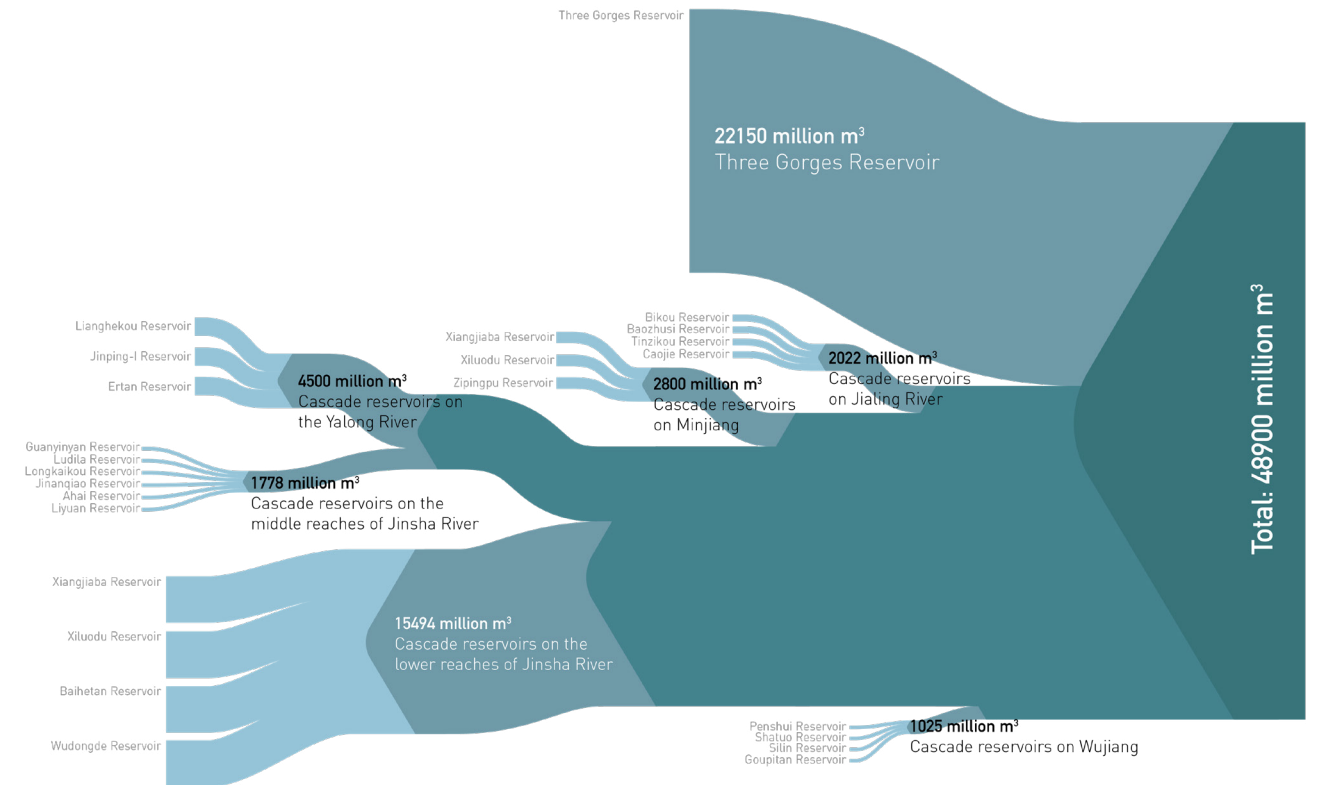 Three Gorges Reservoir
22150 million m³
Three Gorges Reservoir
Total: 48900 million m³
Lianghekou Reservoir
Jinping-I Reservoir
Ertan Reservoir
4500 million m³
Cascade reservoirs on
the Yalong River
Xiangjiaba Reservoir
Xiluodu Reservoir
Zipingpu Reservoir
2800 million m³
Cascade reservoirs
on Minjiang
Bikou Reservoir
Baozhusi Reservoir
Tinzikou Reservoir
Caojie Reservoir
2022 million m³
Cascade reservoirs
on Jialing River
Guanyinyan Reservoir
Ludila Reservoir
Longkaikou Reservoir
Jinanqiao Reservoir
Ahai Reservoir
Liyuan Reservoir
1778 million m³
Cascade reservoirs on the
middle reaches of Jinsha River
Xiangjiaba Reservoir
Xiluodu Reservoir
Baihetan Reservoir
Wudongde Reservoir
15494 million m³
Cascade reservoirs on the
lower reaches of Jinsha River
Penshui Reservoir
Shatuo Reservoir
Silin Reservoir
Goupitan Reservoir
1025 million m³
Cascade reservoirs on Wujiang